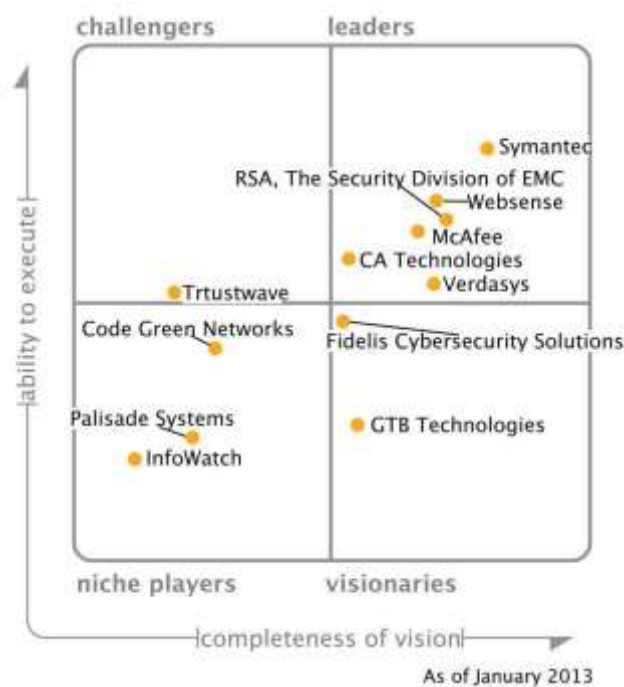 challengers
leaders
Symantec
RSA, The Security Division of EMC
Websense
McAfee
CA Technologies
Verdasys
Trtustwave
Code Green Networks
Fidelis Cybersecurity Solutions
Palisade Systems
GTB Technologies
InfoWatch
niche players
visionaries
ability to execute
completeness of vision
As of January 2013